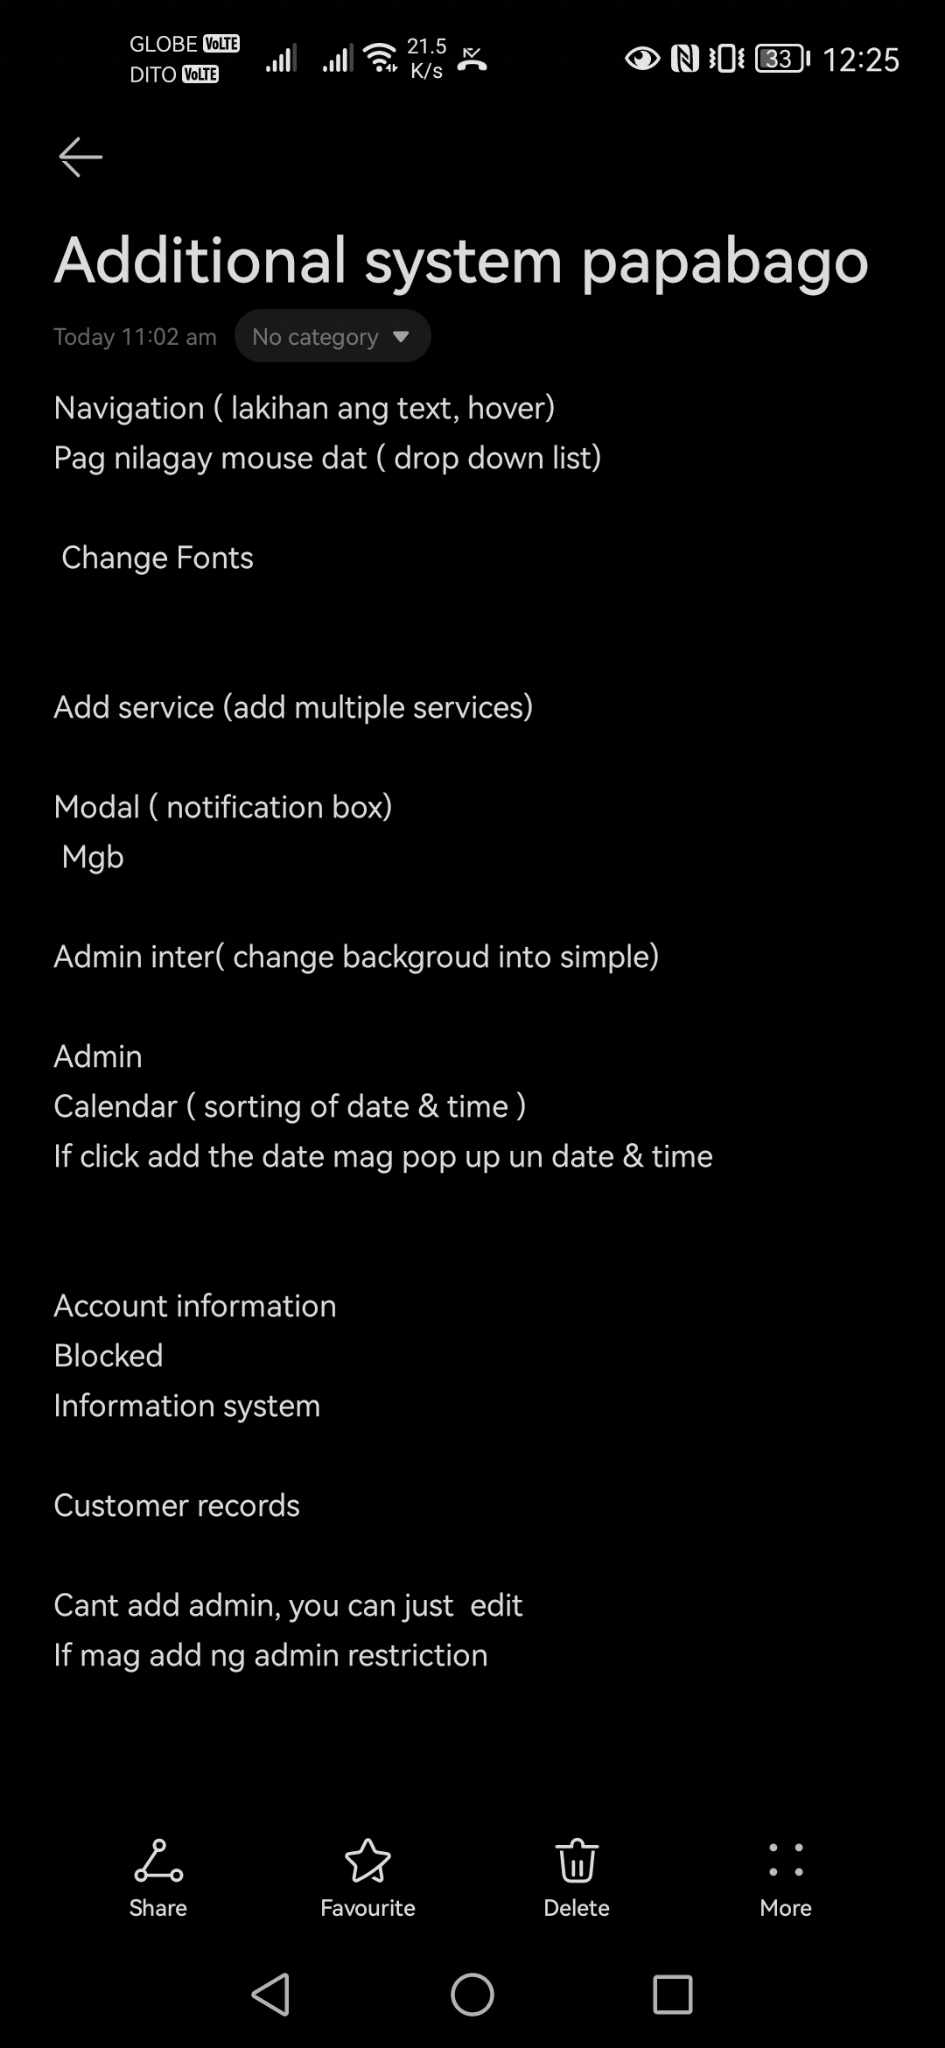 GLOBE VoLTE
DITO VoLTE
21.5
K/s
33
12:25
Additional system papabago
Today 11:02 am
No category
Navigation ( lakihan ang text, hover)
Pag nilagay mouse dat ( drop down list)
Change Fonts
Add service (add multiple services)
Modal ( notification box)
Mgb
Admin inter( change backgroud into simple)
Admin
Calendar ( sorting of date & time )
If click add the date mag pop up un date & time
Account information
Blocked
Information system
Customer records
Cant add admin, you can just  edit
If mag add ng admin restriction
Share
Favourite
Delete
More